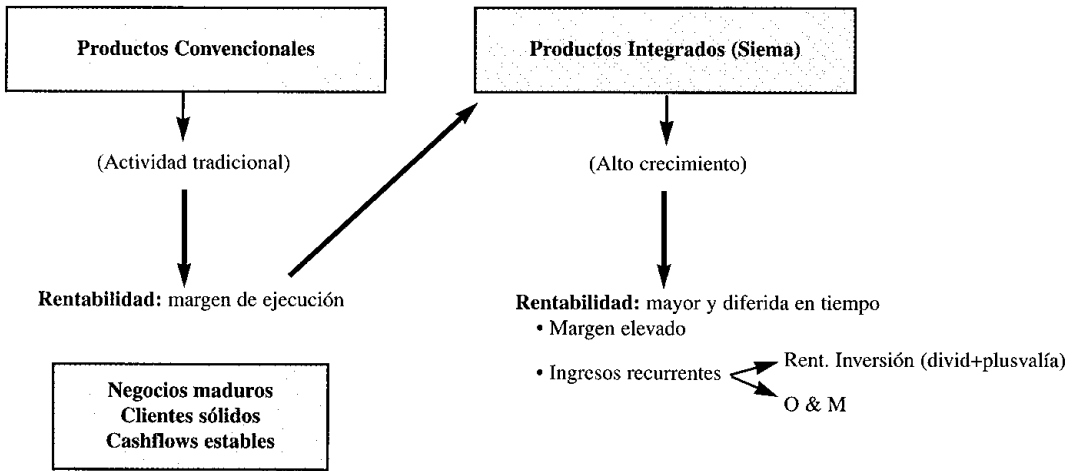 Productos Convencionales
(Actividad tradicional)
Rentabilidad: margen de ejecución
Negocios maduros
Clientes sólidos
Cashflows estables
Productos Integrados (Siema)
(Alto crecimiento)
Rentabilidad: mayor y diferida en tiempo
• Margen elevado
• Ingresos recurrentes
Rent. Inversión (divid+plusvalía)
O & M